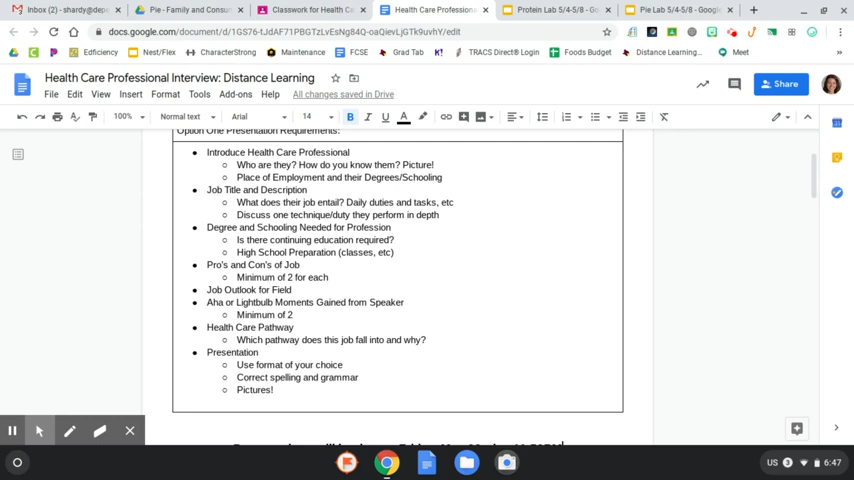 Inbox (2) - shardy@depe
Pie - Family and Consu
Classwork for Health Ca
Health Care Professional
Protein Lab 5/4-5/8 - Go
Pie Lab 5/4-5/8 - Google
docs.google.com/document/d/1GS76-tJdAF71PBGTzLvEsNg84Q-oaQievLjGTk9uvhY/edit
Edficiency
Nest/Flex
CharacterStrong
Maintenance
FCSE
Grad Tab
TRACS Direct® Login
Foods Budget
Distance Learning...
Meet
Health Care Professional Interview: Distance Learning
File Edit View Insert Format Tools Add-ons Help All changes saved in Drive
Share
100% Normal text Arial 14 B I U A
Option One Presentation Requirements:
● Introduce Health Care Professional
○ Who are they? How do you know them? Picture!
○ Place of Employment and their Degrees/Schooling
● Job Title and Description
○ What does their job entail? Daily duties and tasks, etc
○ Discuss one technique/duty they perform in depth
● Degree and Schooling Needed for Profession
○ Is there continuing education required?
○ High School Preparation (classes, etc)
● Pro's and Con's of Job
○ Minimum of 2 for each
● Job Outlook for Field
● Aha or Lightbulb Moments Gained from Speaker
○ Minimum of 2
● Health Care Pathway
○ Which pathway does this job fall into and why?
● Presentation
○ Use format of your choice
○ Correct spelling and grammar
○ Pictures!
US 3 6:47